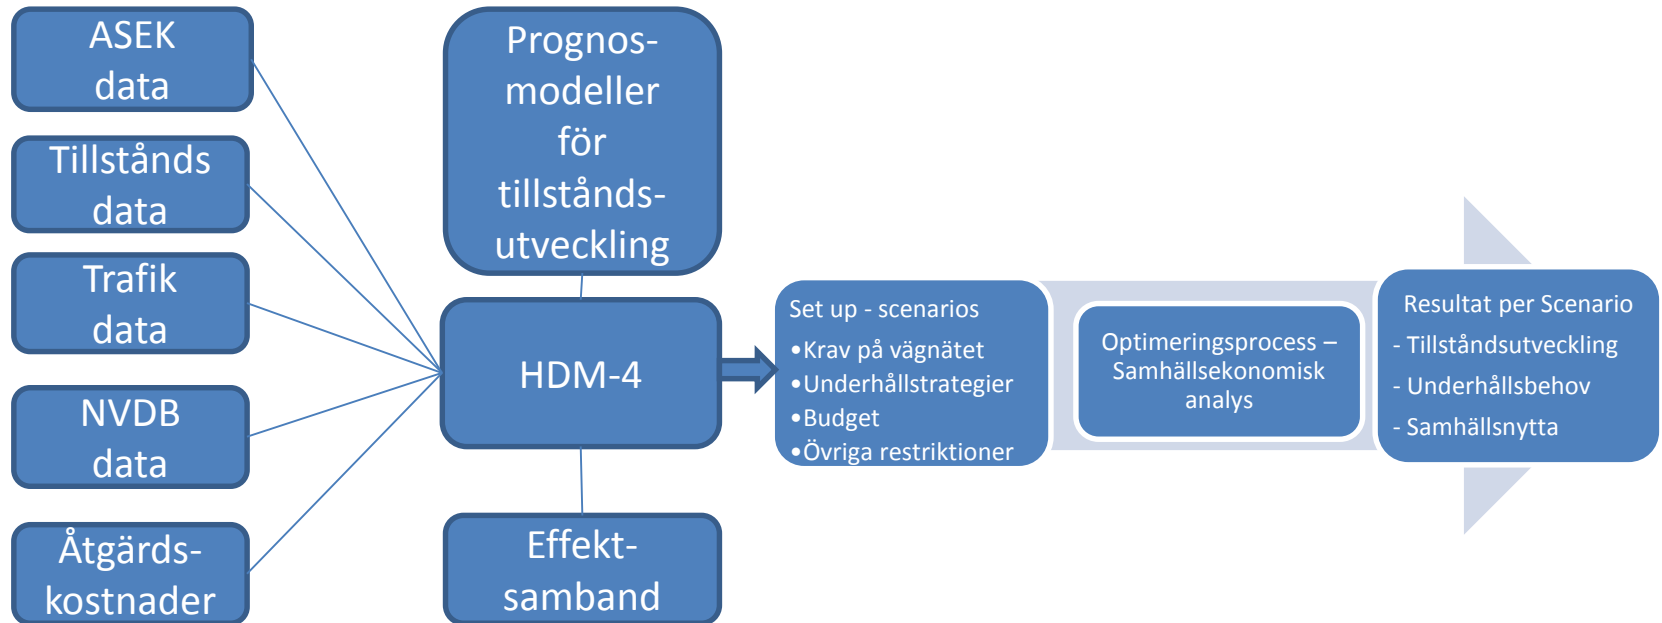 ASEK
data
Tillstånds
data
Trafik
data
NVDB
data
Åtgärds-
kostnader
Prognos-
modeller
för
tillstånds-
utveckling
HDM-4
Effekt-
samband
Set up - scenarios
•Krav på vägnätet
•Underhållstrategier
•Budget
•Övriga restriktioner
Optimeringsprocess –
Samhällsekonomisk
analys
Resultat per Scenario
- Tillståndsutveckling
- Underhållsbehov
- Samhällsnytta